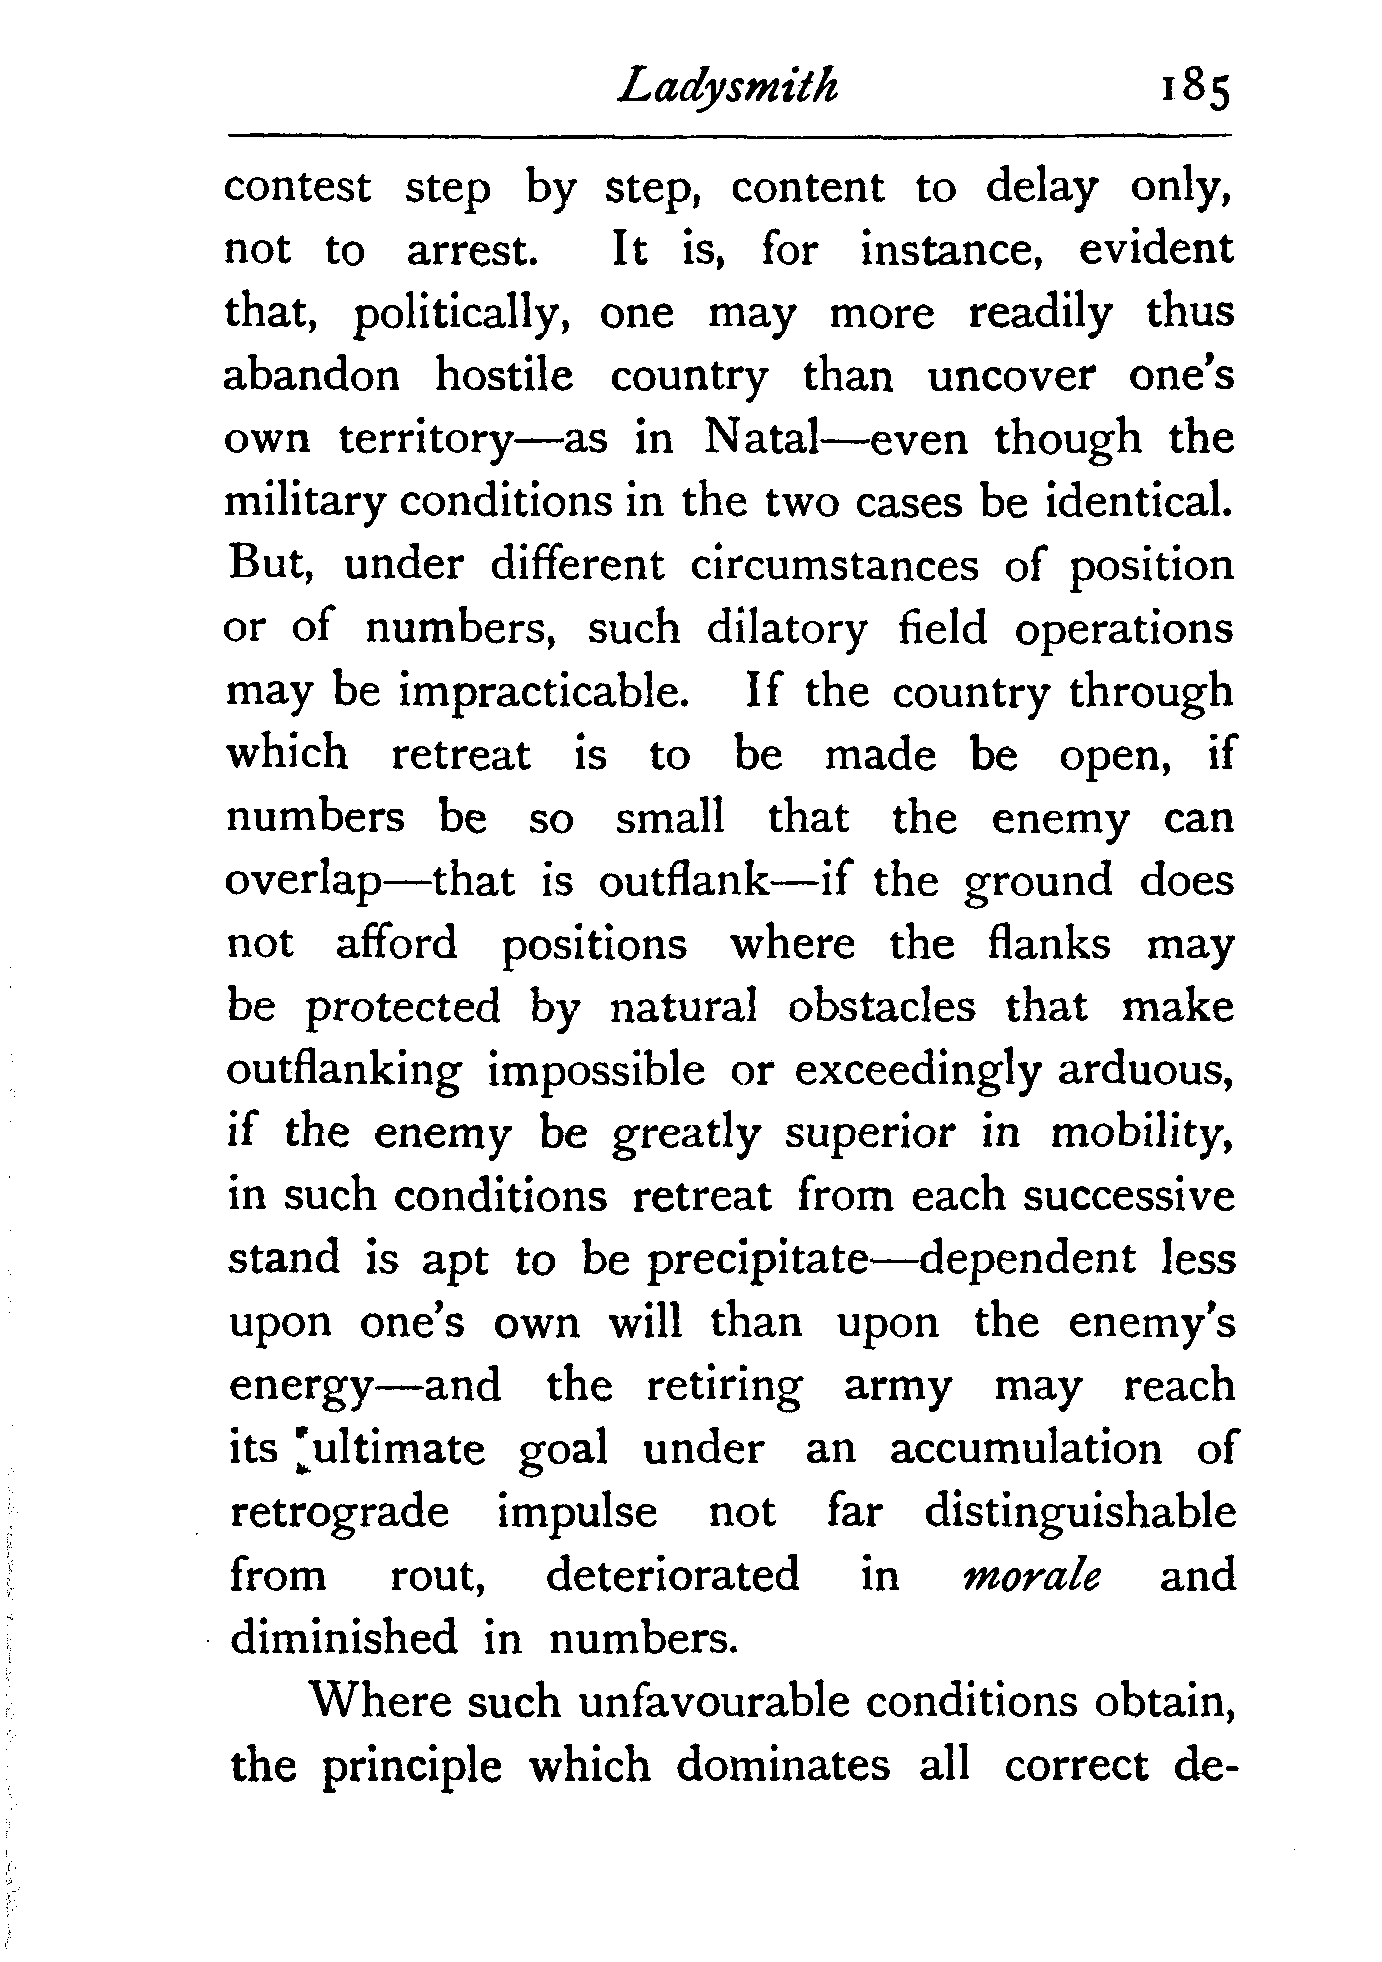 Ladysmith 185
contest step by step, content to delay only,
not to arrest. It is, for instance, evident
that, politically, one may more readily thus
abandon hostile country than uncover one's
own territory—as in Natal—even though the
military conditions in the two cases be identical.
But, under different circumstances of position
or of numbers, such dilatory field operations
may be impracticable. If the country through
which retreat is to be made be open, if
numbers be so small that the enemy can
overlap—that is outflank—if the ground does
not afford positions where the flanks may
be protected by natural obstacles that make
outflanking impossible or exceedingly arduous,
if the enemy be greatly superior in mobility,
in such conditions retreat from each successive
stand is apt to be precipitate—dependent less
upon one's own will than upon the enemy's
energy—and the retiring army may reach
its ultimate goal under an accumulation of
retrograde impulse not far distinguishable
from rout, deteriorated in morale and
diminished in numbers.
Where such unfavourable conditions obtain,
the principle which dominates all correct de-